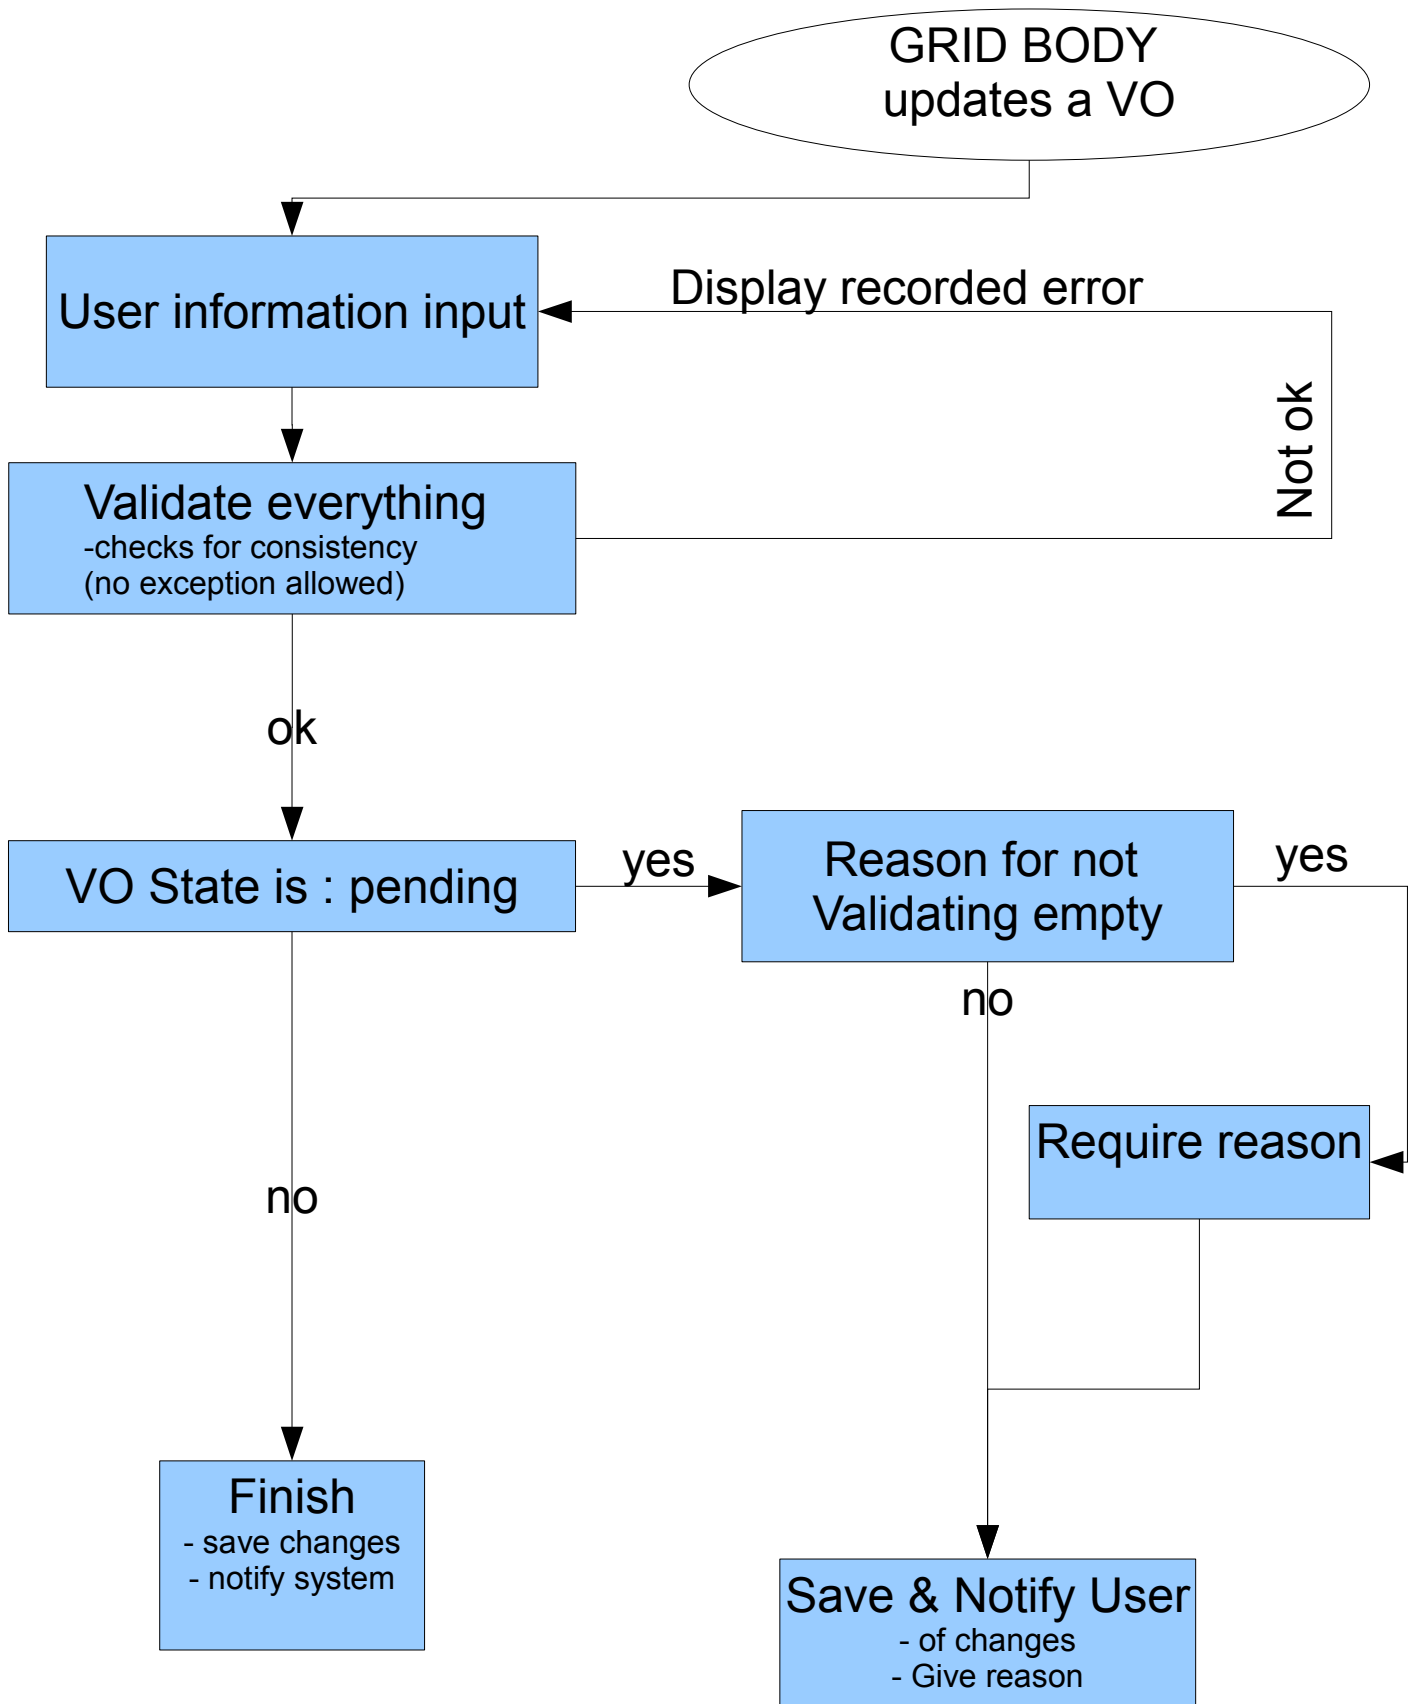 GRID BODY
updates a VO
User information input
Display recorded error
Not ok
Validate everything
-checks for consistency
(no exception allowed)
ok
VO State is : pending
yes
Reason for not
Validating empty
yes
no
Require reason
no
Finish
- save changes
- notify system
Save & Notify User
- of changes
- Give reason